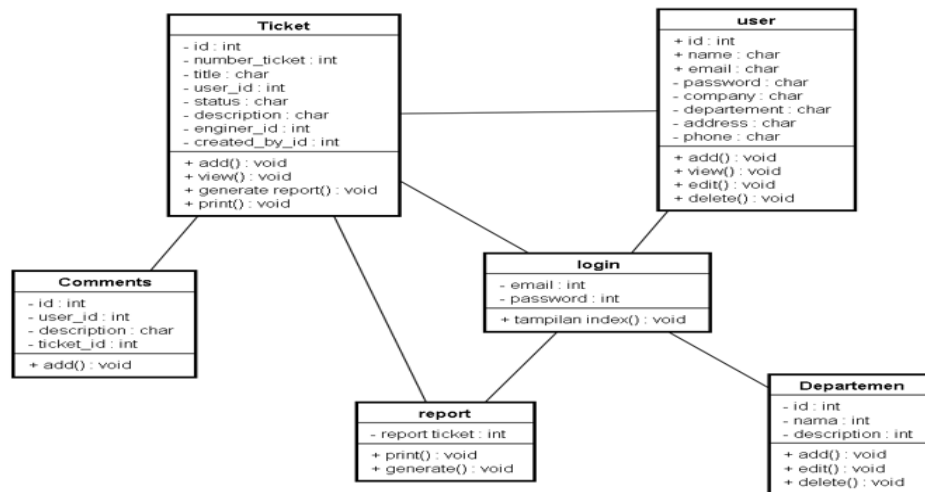 Ticket
- id : int
- number_ticket : int
- title : char
- user_id : int
- status : char
- description : char
- enginer_id : int
- created_by_id : int
+ add() : void
+ view() : void
+ generate report() : void
+ print() : void
user
+ id : int
+ name : char
+ email : char
- password : char
- company : char
- departement : char
- address : char
- phone : char
+ add() : void
+ view() : void
+ edit() : void
+ delete() : void
Comments
- id : int
- user_id : int
- description : char
- ticket_id : int
+ add() : void
login
- email : int
- password : int
+ tampilan index() : void
report
- report ticket : int
+ print() : void
+ generate() : void
Departemen
- id : int
- nama : int
- description : int
+ add() : void
+ edit() : void
+ delete() : void